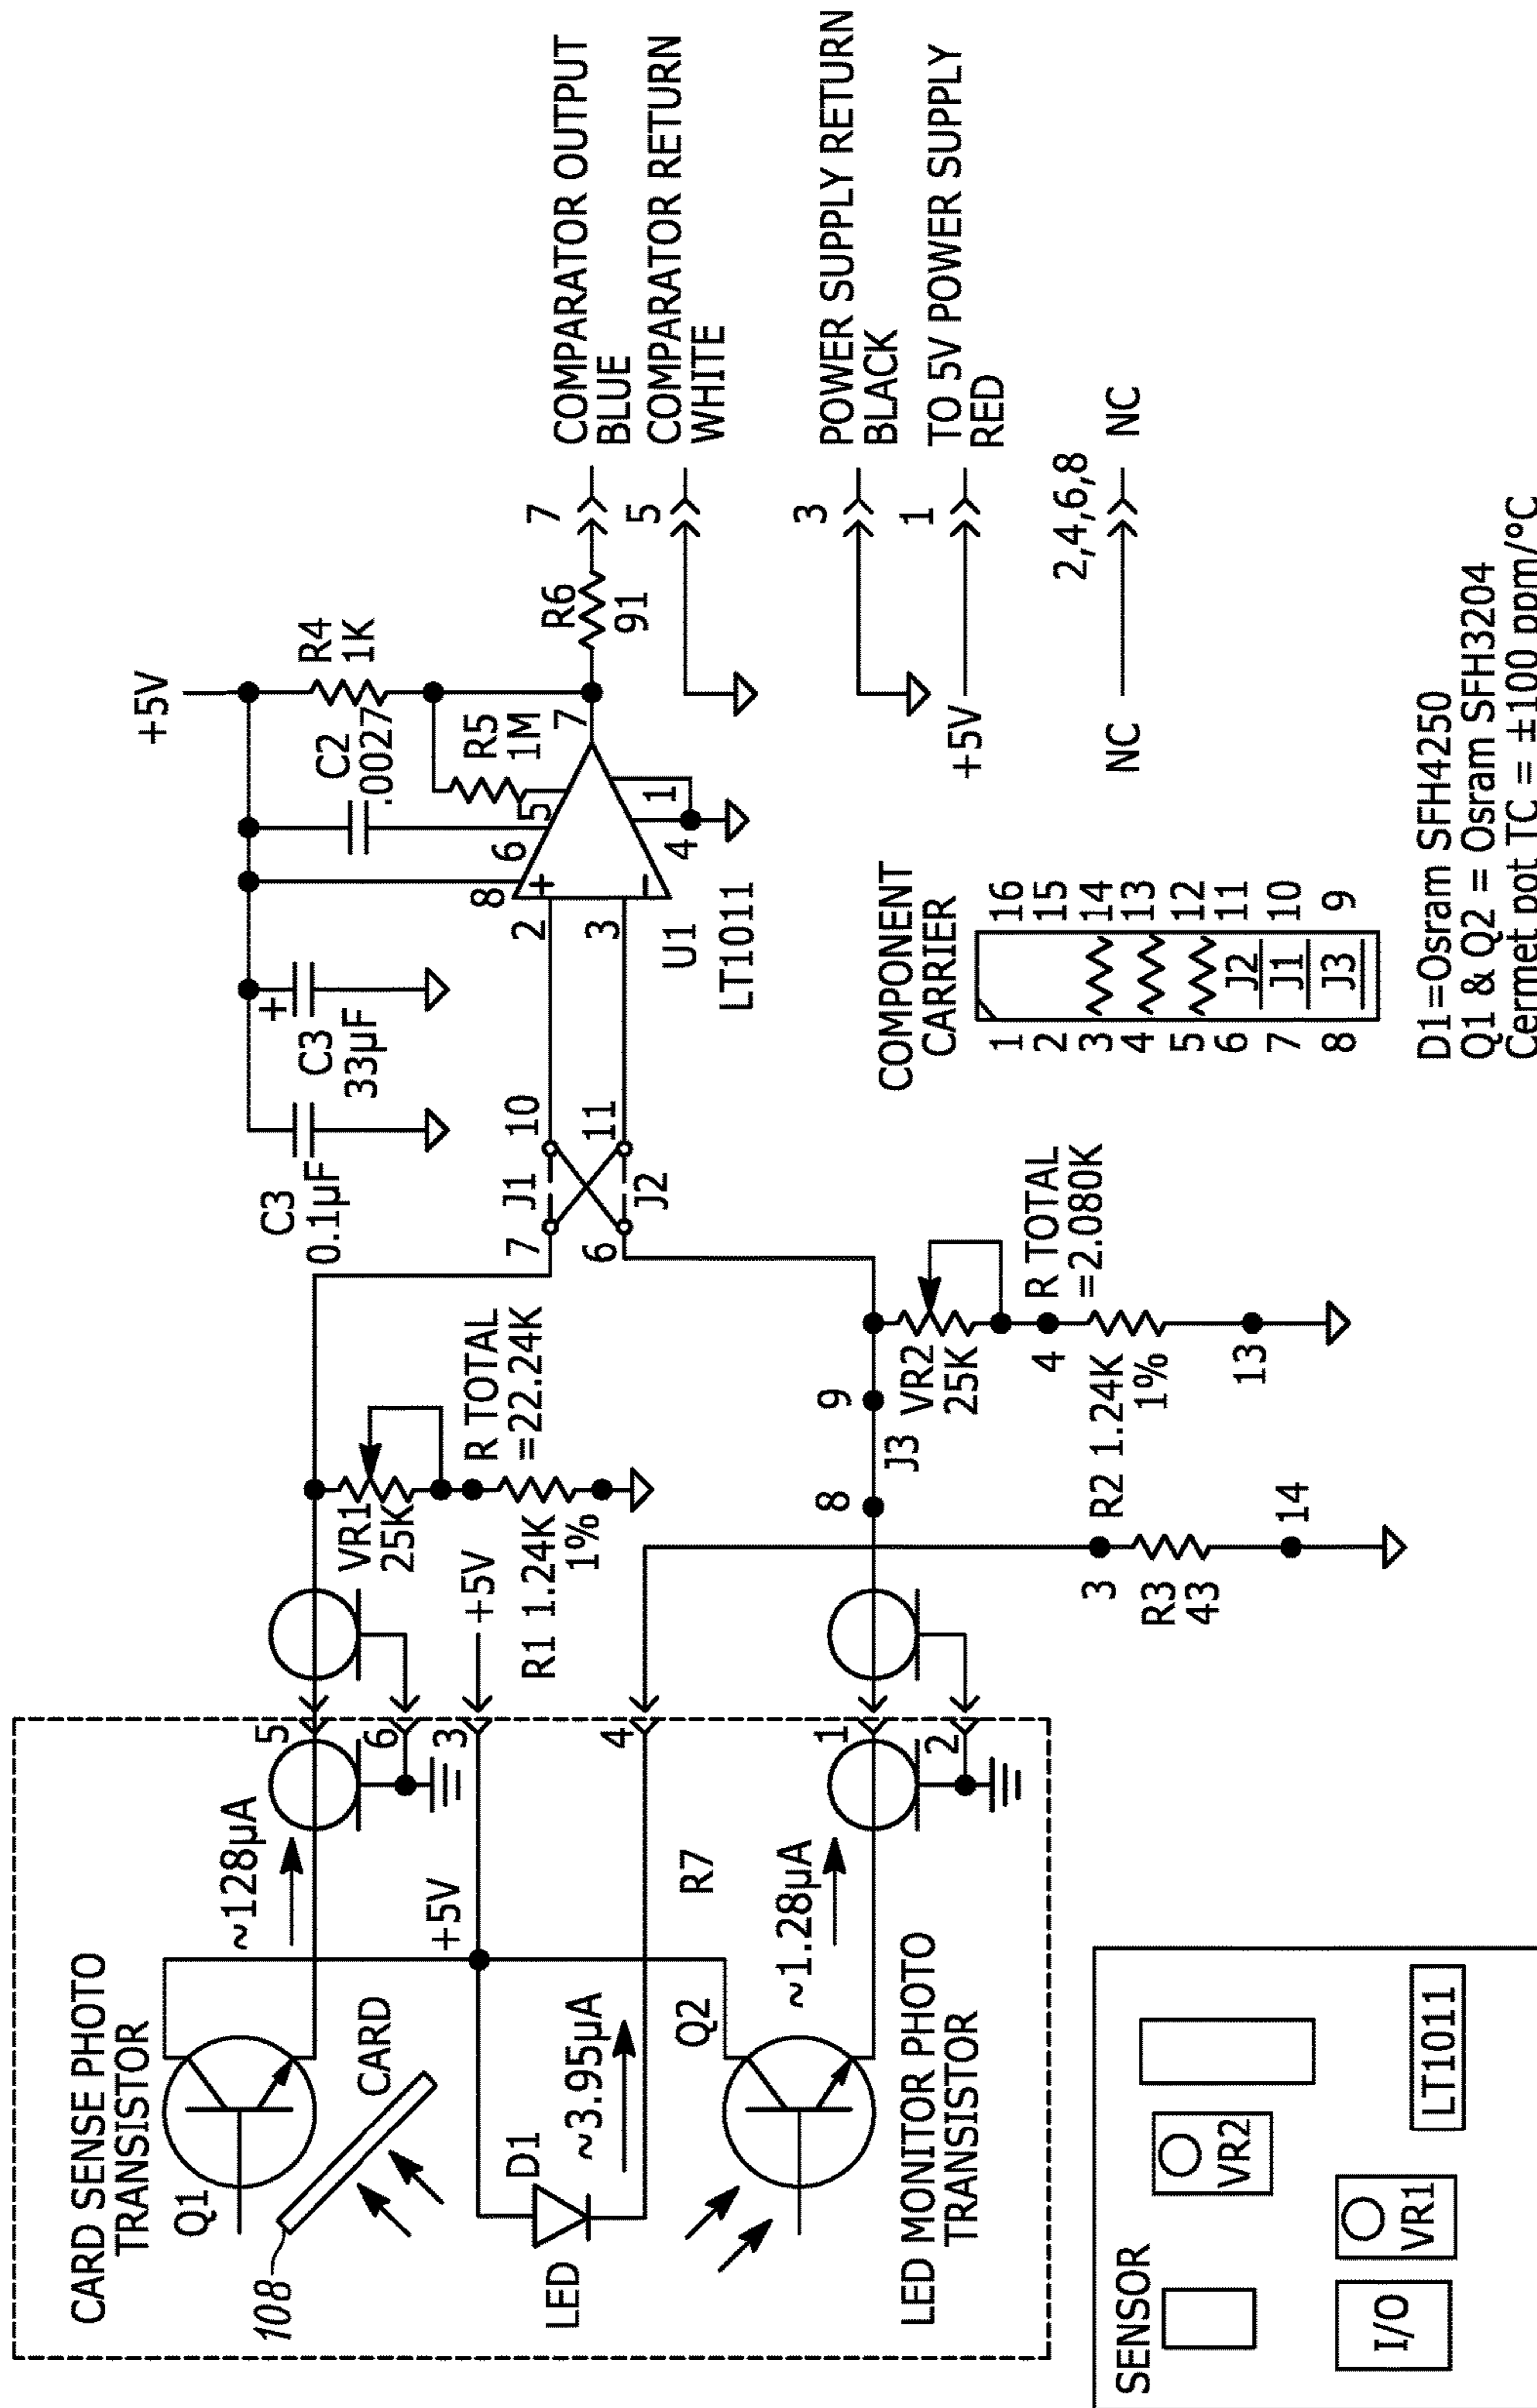 CARD SENSE PHOTO
TRANSISTOR
Q1
108
CARD
~128µA
5
6
+5V
3
D1
LED
~3.95µA
4
R7
Q2
~1.28µA
1
2
LED MONITOR PHOTO
TRANSISTOR
VR1
25K
R TOTAL
=22.24K
+5V
R1 1.24K
1%
8
J3
9
VR2
25K
R TOTAL
=2.080K
4
R2 1.24K
1%
13
3
R3
43
14
C3
0.1µF
+
C3
33µF
+5V
C2
.0027
R4
1K
R5
1M
7
J1
10
6
J2
11
2
3
8
6
5
7
+
−
4
1
U1
LT1011
R6
91
7
COMPARATOR OUTPUT
BLUE
5
COMPARATOR RETURN
WHITE
3
POWER SUPPLY RETURN
BLACK
+5V
1
TO 5V POWER SUPPLY
RED
NC
2,4,6,8
NC
COMPONENT
CARRIER
1 16
2 15
3 14
4 13
5 12
6 J2 11
7 J1 10
8 J3 9
D1=Osram SFH4250
Q1 & Q2 = Osram SFH3204
Cermet pot TC = ±100 ppm/ºC
SENSOR
VR2
I/O
VR1
LT1011